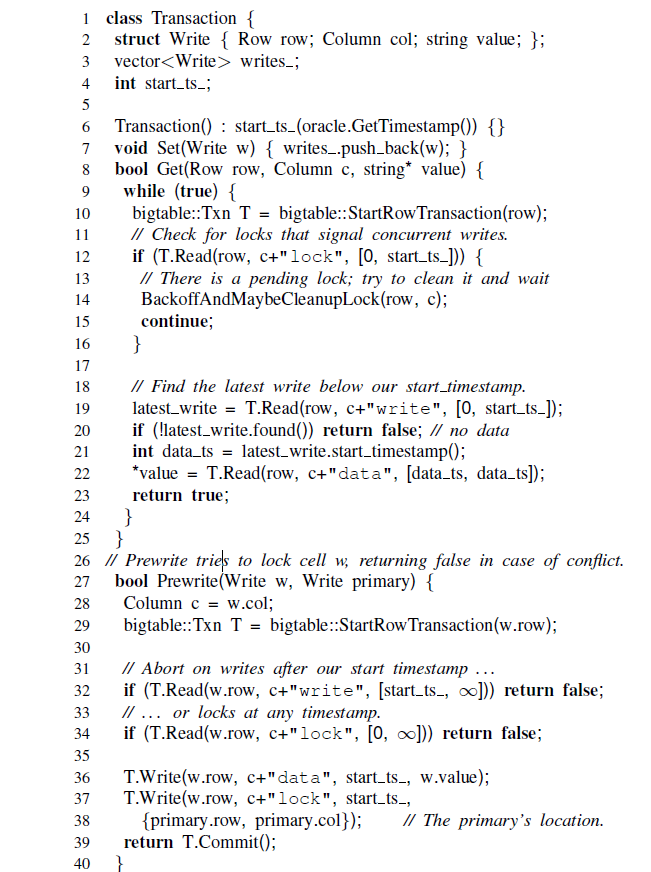 1 class Transaction {
2 struct Write { Row row; Column col; string value; };
3 vector<Write> writes_;
4 int start_ts_;
5
6 Transaction() : start_ts_(oracle.GetTimestamp()) {}
7 void Set(Write w) { writes_.push_back(w); }
8 bool Get(Row row, Column c, string* value) {
9 while (true) {
10 bigtable::Txn T = bigtable::StartRowTransaction(row);
11 // Check for locks that signal concurrent writes.
12 if (T.Read(row, c+"lock", [0, start_ts_])) {
13 // There is a pending lock; try to clean it and wait
14 BackoffAndMaybeCleanupLock(row, c);
15 continue;
16 }
17
18 // Find the latest write below our start_timestamp.
19 latest_write = T.Read(row, c+"write", [0, start_ts_]);
20 if (!latest_write.found()) return false; // no data
21 int data_ts = latest_write.start_timestamp();
22 *value = T.Read(row, c+"data", [data_ts, data_ts]);
23 return true;
24 }
25 }
26 // Prewrite tries to lock cell w, returning false in case of conflict.
27 bool Prewrite(Write w, Write primary) {
28 Column c = w.col;
29 bigtable::Txn T = bigtable::StartRowTransaction(w.row);
30
31 // Abort on writes after our start timestamp ...
32 if (T.Read(w.row, c+"write", [start_ts_, ∞])) return false;
33 // ... or locks at any timestamp.
34 if (T.Read(w.row, c+"lock", [0, ∞])) return false;
35
36 T.Write(w.row, c+"data", start_ts_, w.value);
37 T.Write(w.row, c+"lock", start_ts_,
38 {primary.row, primary.col}); // The primary's location.
39 return T.Commit();
40 }